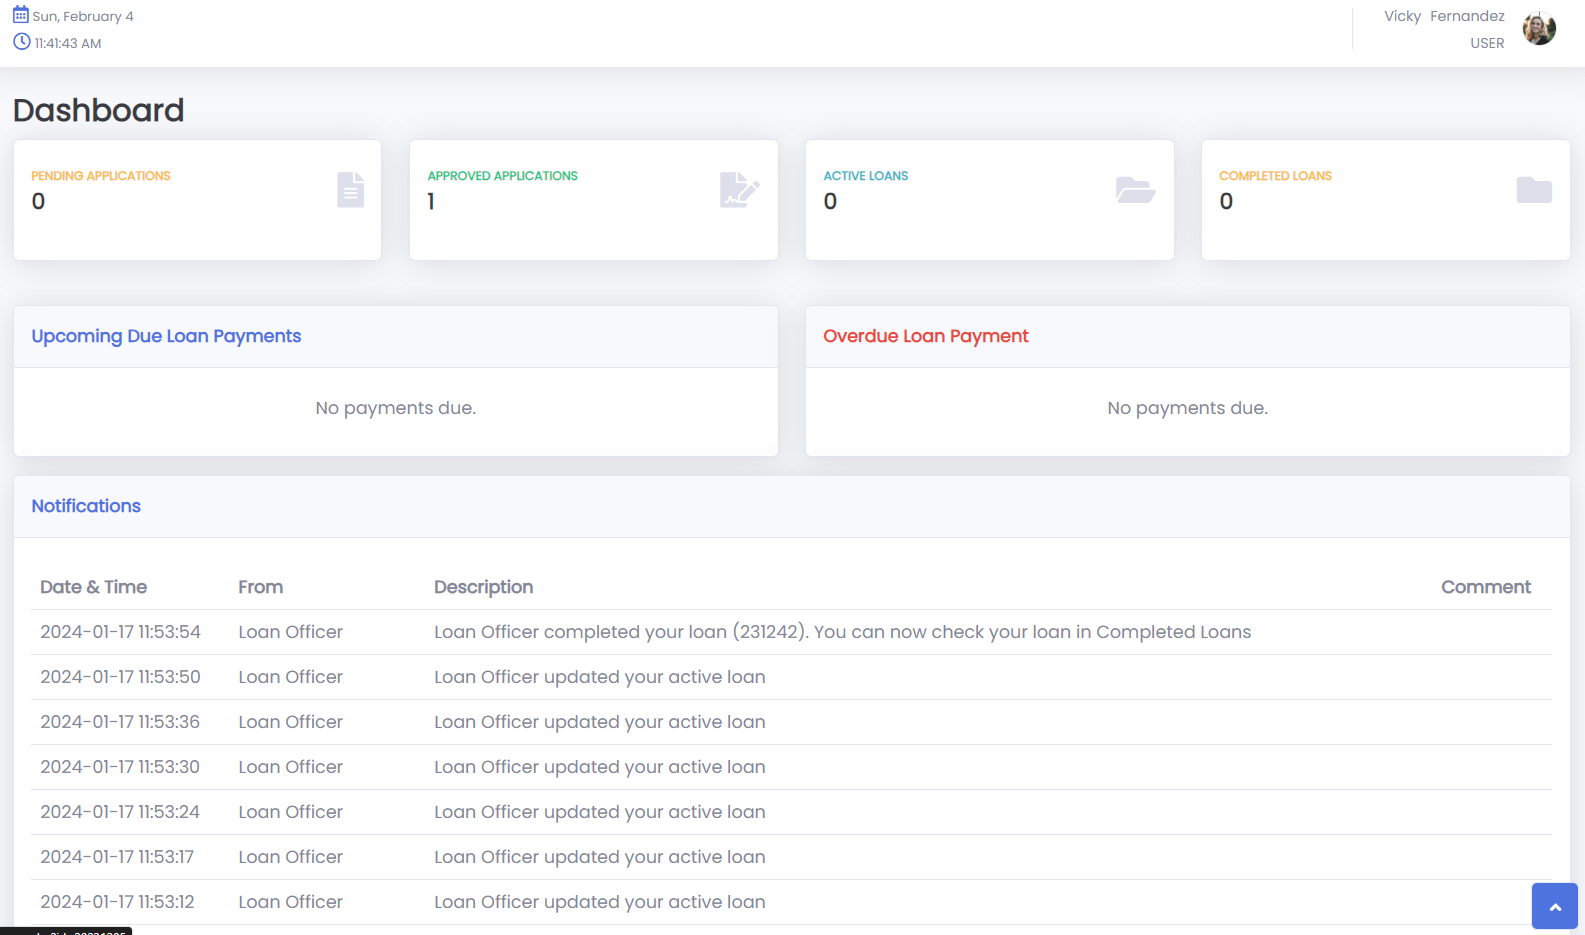 Sun, February 4
11:41:43 AM
Vicky Fernandez
USER
Dashboard
PENDING APPLICATIONS
0
APPROVED APPLICATIONS
1
ACTIVE LOANS
0
COMPLETED LOANS
0
Upcoming Due Loan Payments
No payments due.
Overdue Loan Payment
No payments due.
Notifications
Date & Time From Description Comment
2024-01-17 11:53:54 Loan Officer Loan Officer completed your loan (231242). You can now check your loan in Completed Loans
2024-01-17 11:53:50 Loan Officer Loan Officer updated your active loan
2024-01-17 11:53:36 Loan Officer Loan Officer updated your active loan
2024-01-17 11:53:30 Loan Officer Loan Officer updated your active loan
2024-01-17 11:53:24 Loan Officer Loan Officer updated your active loan
2024-01-17 11:53:17 Loan Officer Loan Officer updated your active loan
2024-01-17 11:53:12 Loan Officer Loan Officer updated your active loan